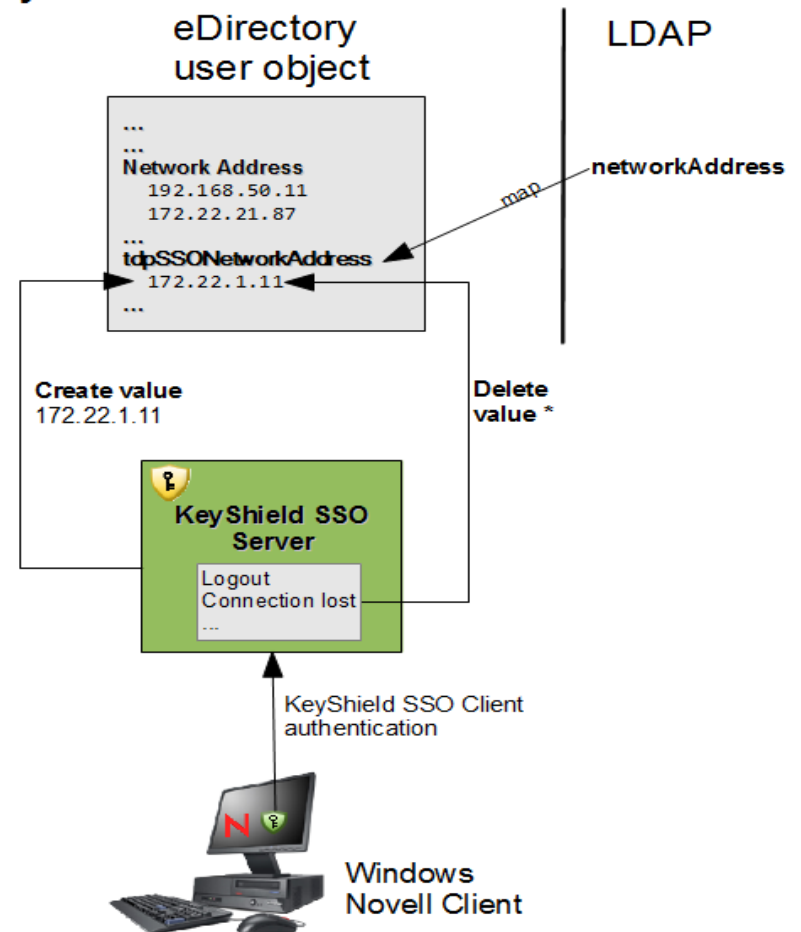 eDirectory
user object
LDAP
...
...
Network Address
192.168.50.11
172.22.21.87
...
tdpSSONetworkAddress
172.22.1.11
...
map
networkAddress
Create value
172.22.1.11
Delete
value *
KeyShield SSO
Server
Logout
Connection lost
...
KeyShield SSO Client
authentication
N
Windows
Novell Client